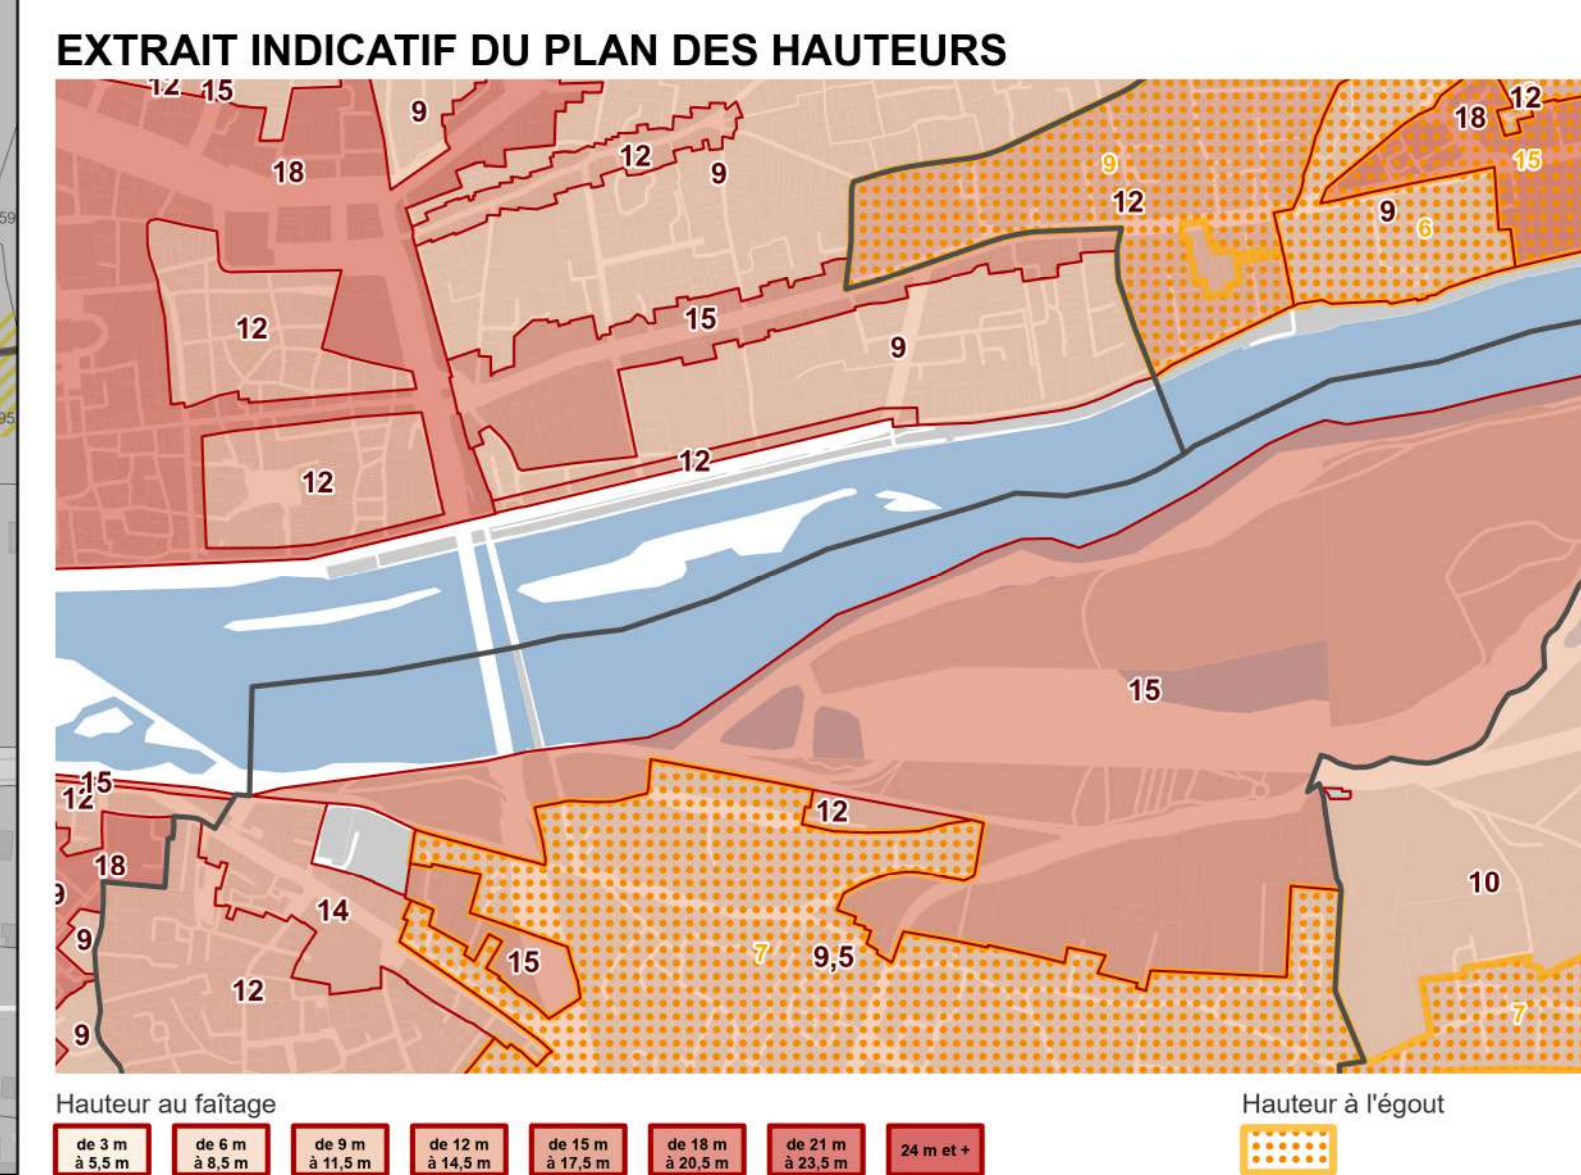 EXTRAIT INDICATIF DU PLAN DES HAUTEURS
12 15
9
18
12
9
9
12
18
12
15
9
6
12
15
9
12
12
59
95
15
15
12
18
9
9
9
14
12
15
12
7
9,5
10
7
Hauteur au faîtage
Hauteur à l'égout
de 3 m
à 5,5 m
de 6 m
à 8,5 m
de 9 m
à 11,5 m
de 12 m
à 14,5 m
de 15 m
à 17,5 m
de 18 m
à 20,5 m
de 21 m
à 23,5 m
24 m et +